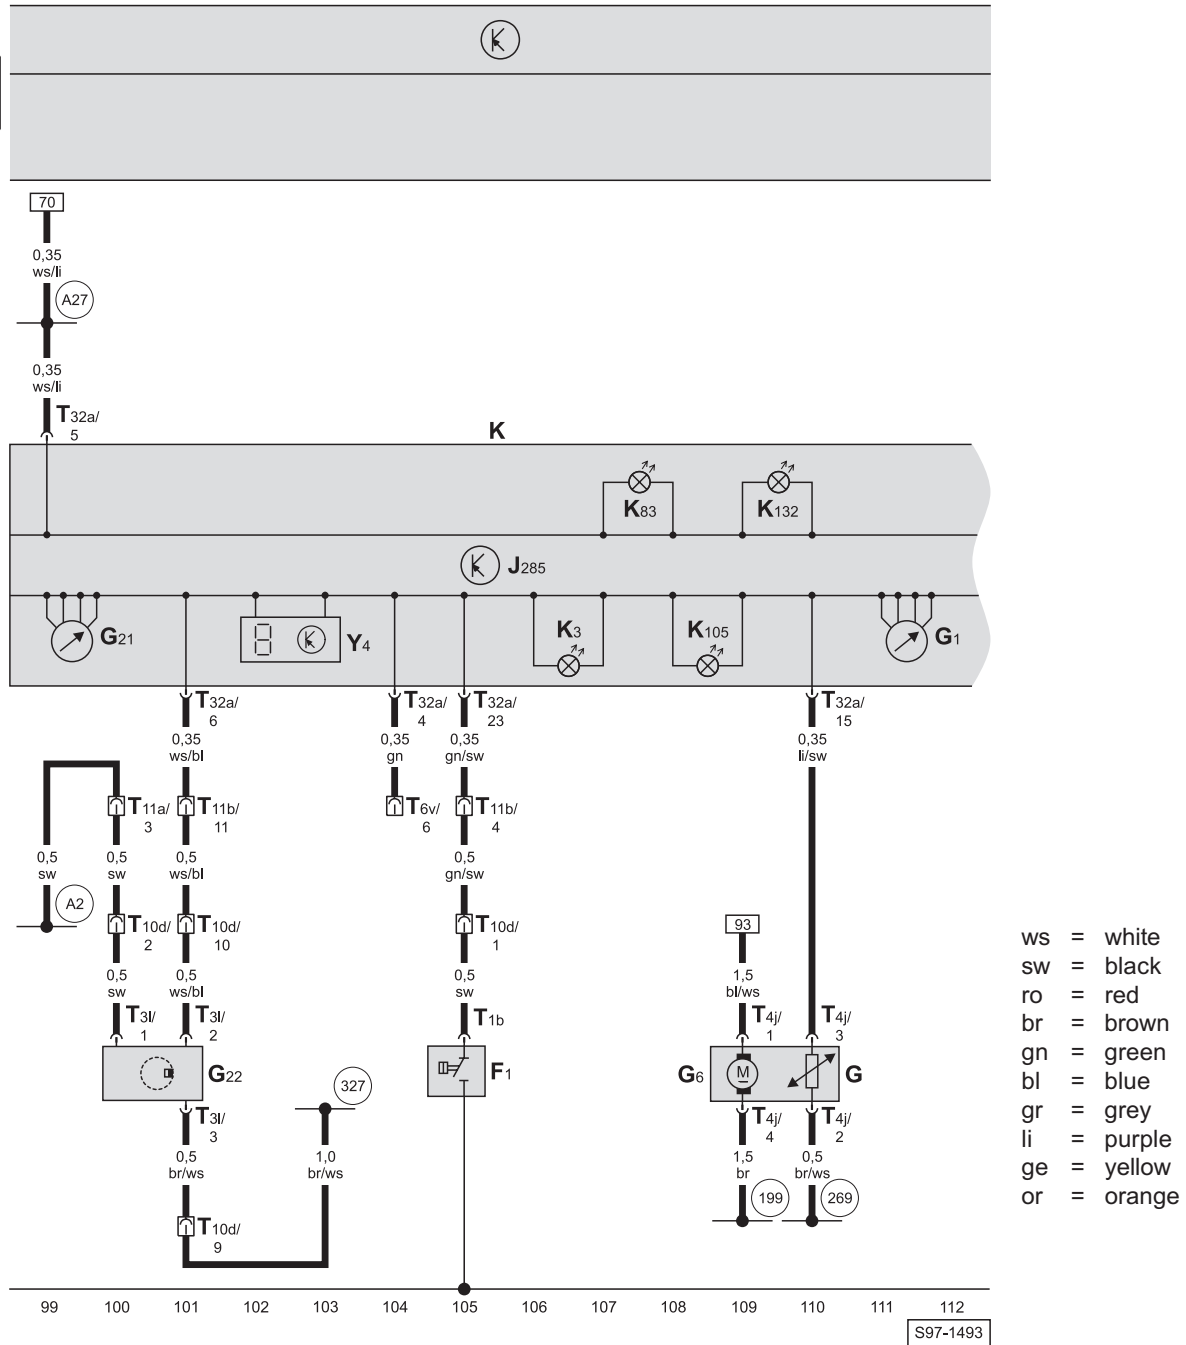 70
0,35
ws/li
A27
0,35
ws/li
T32a/
5
K
K83
K132
J285
G21
Y4
K3
K105
G1
T32a/
6
T32a/
4
T32a/
23
T32a/
15
0,35
ws/bl
0,35
gn
0,35
gn/sw
0,35
li/sw
T11a/
3
T11b/
11
T6v/
6
T11b/
4
0,5
sw
0,5
sw
0,5
ws/bl
0,5
gn/sw
A2
T10d/
2
T10d/
10
T10d/
1
93
0,5
sw
0,5
ws/bl
0,5
sw
1,5
bl/ws
T3l/
1
T3l/
2
T1b
T4j/
1
T4j/
3
G22
F1
G6
M
G
327
T3l/
3
T4j/
4
T4j/
2
0,5
br/ws
1,0
br/ws
1,5
br
0,5
br/ws
199
269
T10d/
9
ws = white
sw = black
ro = red
br = brown
gn = green
bl = blue
gr = grey
li = purple
ge = yellow
or = orange
99 100 101 102 103 104 105 106 107 108 109 110 111 112
S97-1493